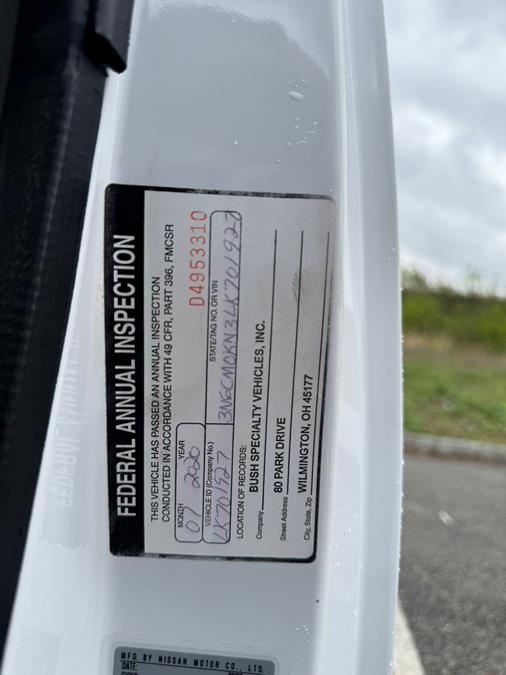 FEDERAL ANNUAL INSPECTION
THIS VEHICLE HAS PASSED AN ANNUAL INSPECTION
CONDUCTED IN ACCORDANCE WITH 49 CFR, PART 396, FMCSR
MONTH YEAR
07 2020 D4953310
VEHICLE ID (Company No.) STATE/TAG NO. OR VIN
LK701927 3N6CM0KN3LK701927
LOCATION OF RECORDS:
BUSH SPECIALTY VEHICLES, INC.
Company
80 PARK DRIVE
Street Address
WILMINGTON, OH 45177
City, State, Zip
MFD. BY NISSAN MOTOR CO., LTD.
DATE: